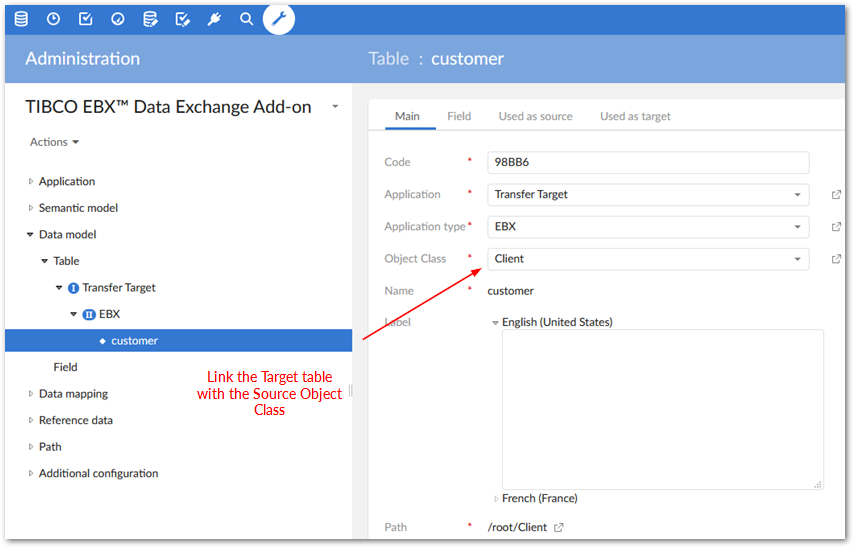 Administration
Table : customer
TIBCO EBX™ Data Exchange Add-on
Actions
Application
Semantic model
Data model
Table
I Transfer Target
II EBX
customer
Field
Data mapping
Reference data
Path
Additional configuration
Link the Target table
with the Source Object
Class
Main Field Used as source Used as target
Code * 98BB6
Application * Transfer Target
Application type * EBX
Object Class * Client
Name * customer
Label English (United States)
French (France)
Path * /root/Client